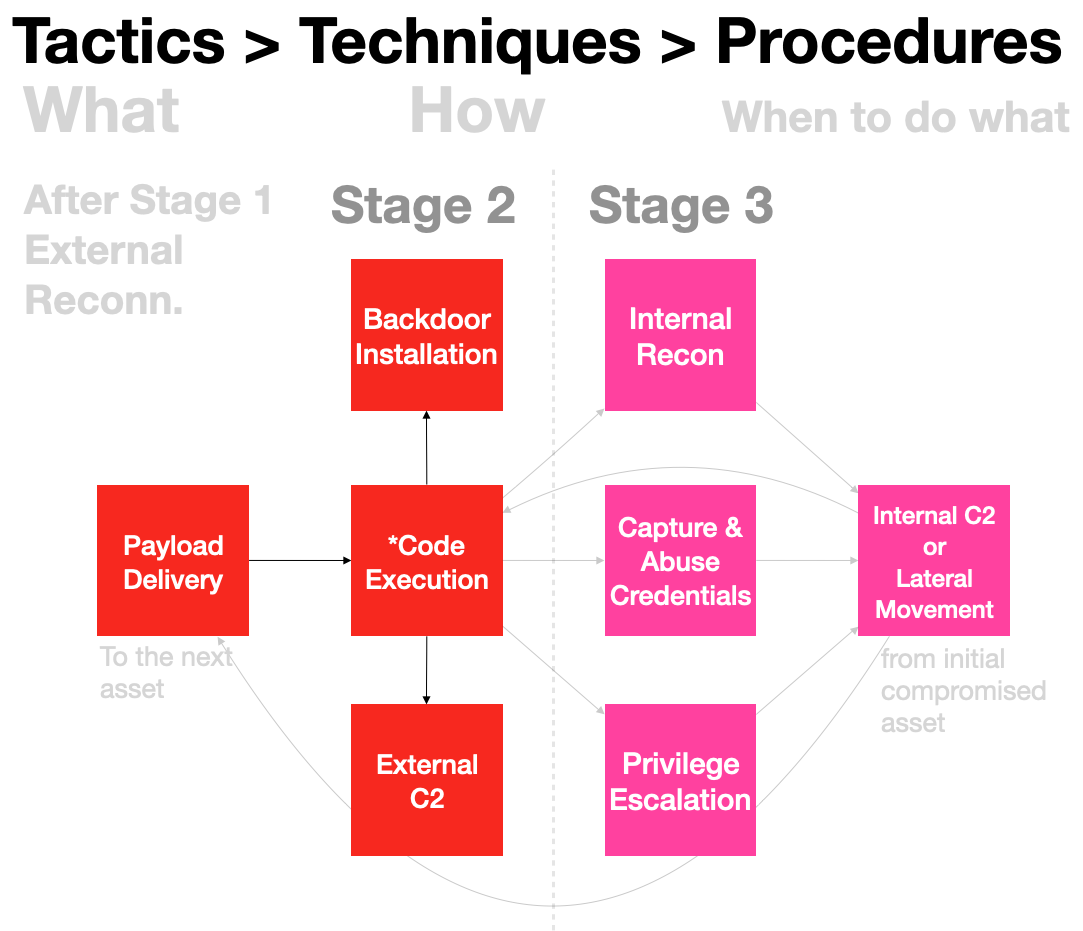 Tactics > Techniques > Procedures
What How When to do what
After Stage 1
External
Reconn.
Stage 2
Stage 3
Backdoor
Installation
Internal
Recon
Payload
Delivery
*Code
Execution
Capture &
Abuse
Credentials
Internal C2
or
Lateral
Movement
To the next
asset
from initial
compromised
asset
External
C2
Privilege
Escalation